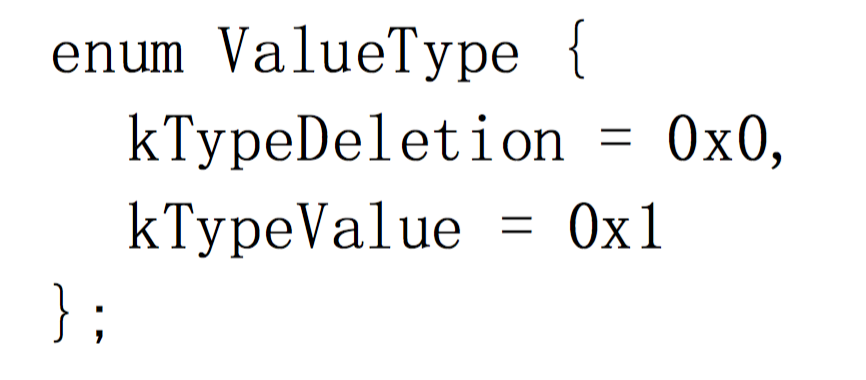 enum ValueType {
  kTypeDeletion = 0x0,
  kTypeValue = 0x1
};